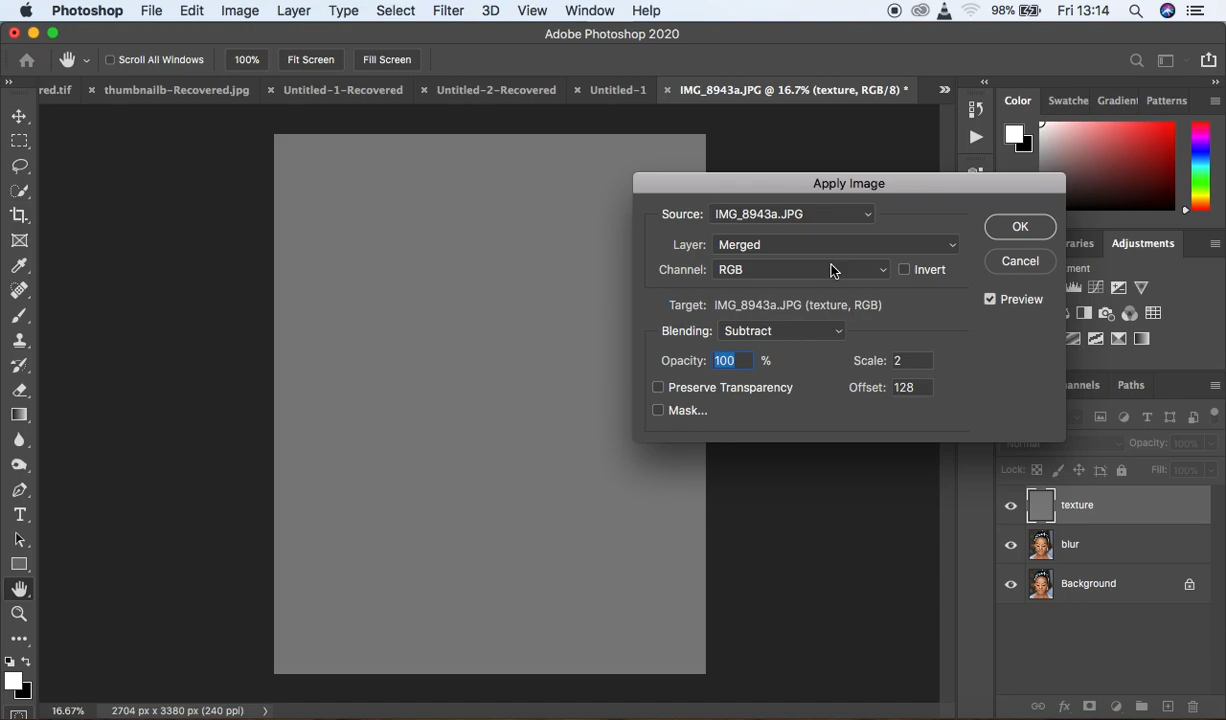 Photoshop File Edit Image Layer Type Select Filter 3D View Window Help 98% Fri 13:14
Adobe Photoshop 2020
Scroll All Windows 100% Fit Screen Fill Screen
red.tif × thumbnailb-Recovered.jpg × Untitled-1-Recovered × Untitled-2-Recovered × Untitled-1 × IMG_8943a.JPG @ 16.7% (texture, RGB/8) *
Color Swatche Gradient Patterns
Apply Image
Source: IMG_8943a.JPG
OK
Layer: Merged
raries Adjustments
Cancel
Channel: RGB Invert
ment
Preview
Target: IMG_8943a.JPG (texture, RGB)
Blending: Subtract
Opacity: 100 % Scale: 2
Preserve Transparency Offset: 128
annels Paths
Mask...
Normal Opacity: 100%
Lock: Fill: 100%
texture
blur
Background
16.67% 2704 px x 3380 px (240 ppi)